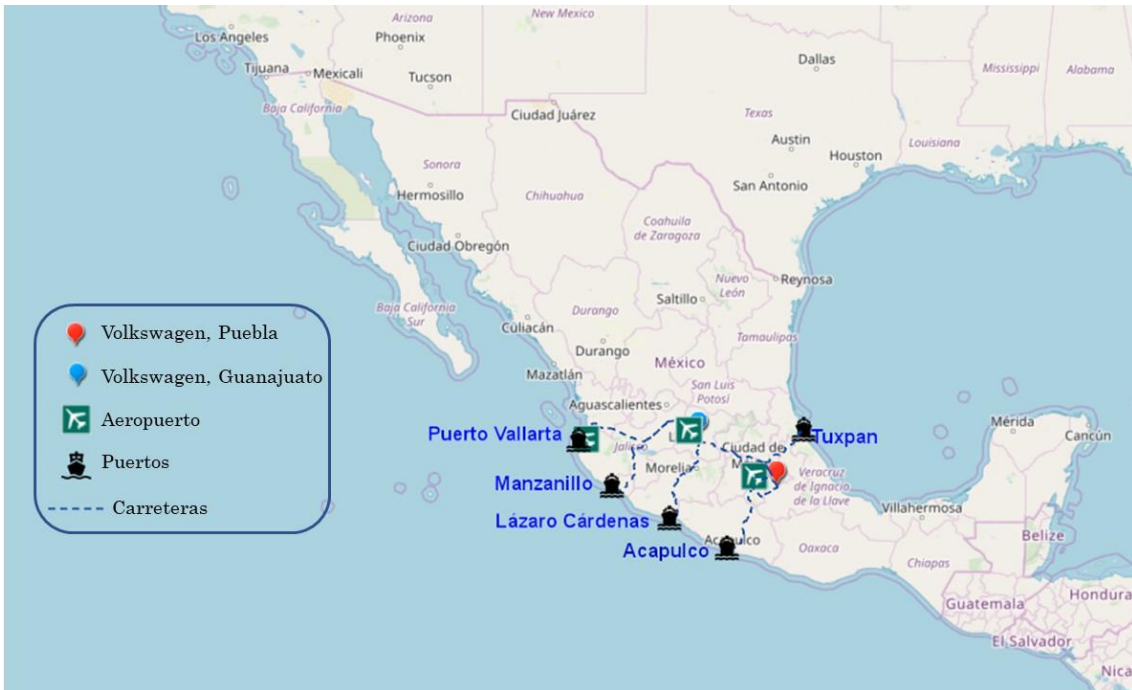 New Mexico
Arizona
Los Angeles
Phoenix
Dallas
Mississippi
Alabama
Tijuana
Mexicali
Tucson
Baja California
Ciudad Juárez
Texas
Austin
Louisiana
Houston
Sonora
San Antonio
Hermosillo
Chihuahua
Coahuila
de Zaragoza
Ciudad Obregón
Nuevo
León
Reynosa
Saltillo
Baja California
Sur
Durango
Culiacán
Tamaulipas
Durango
México
Mazatlán
San Luis
Potosí
Aguascalientes
Mérida
Cancún
Puerto Vallarta
Tuxpan
Jalisco
Ciudad de
Morelia
Veracruz
de Ignacio
de la Llave
Manzanillo
Villahermosa
Lázaro Cárdenas
Acapulco
Oaxaca
Belize
Chiapas
Guatemala
Hondura
El Salvador
Nica
Volkswagen, Puebla
Volkswagen, Guanajuato
Aeropuerto
Puertos
Carreteras